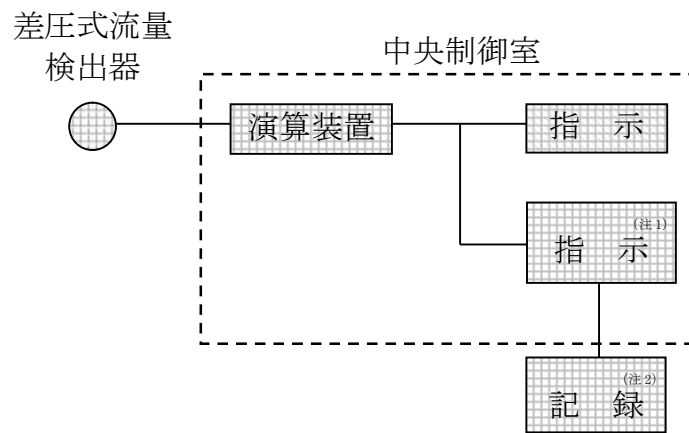 差圧式流量
検出器
中央制御室
演算装置
指 示
(注1)
指 示
(注2)
記 録